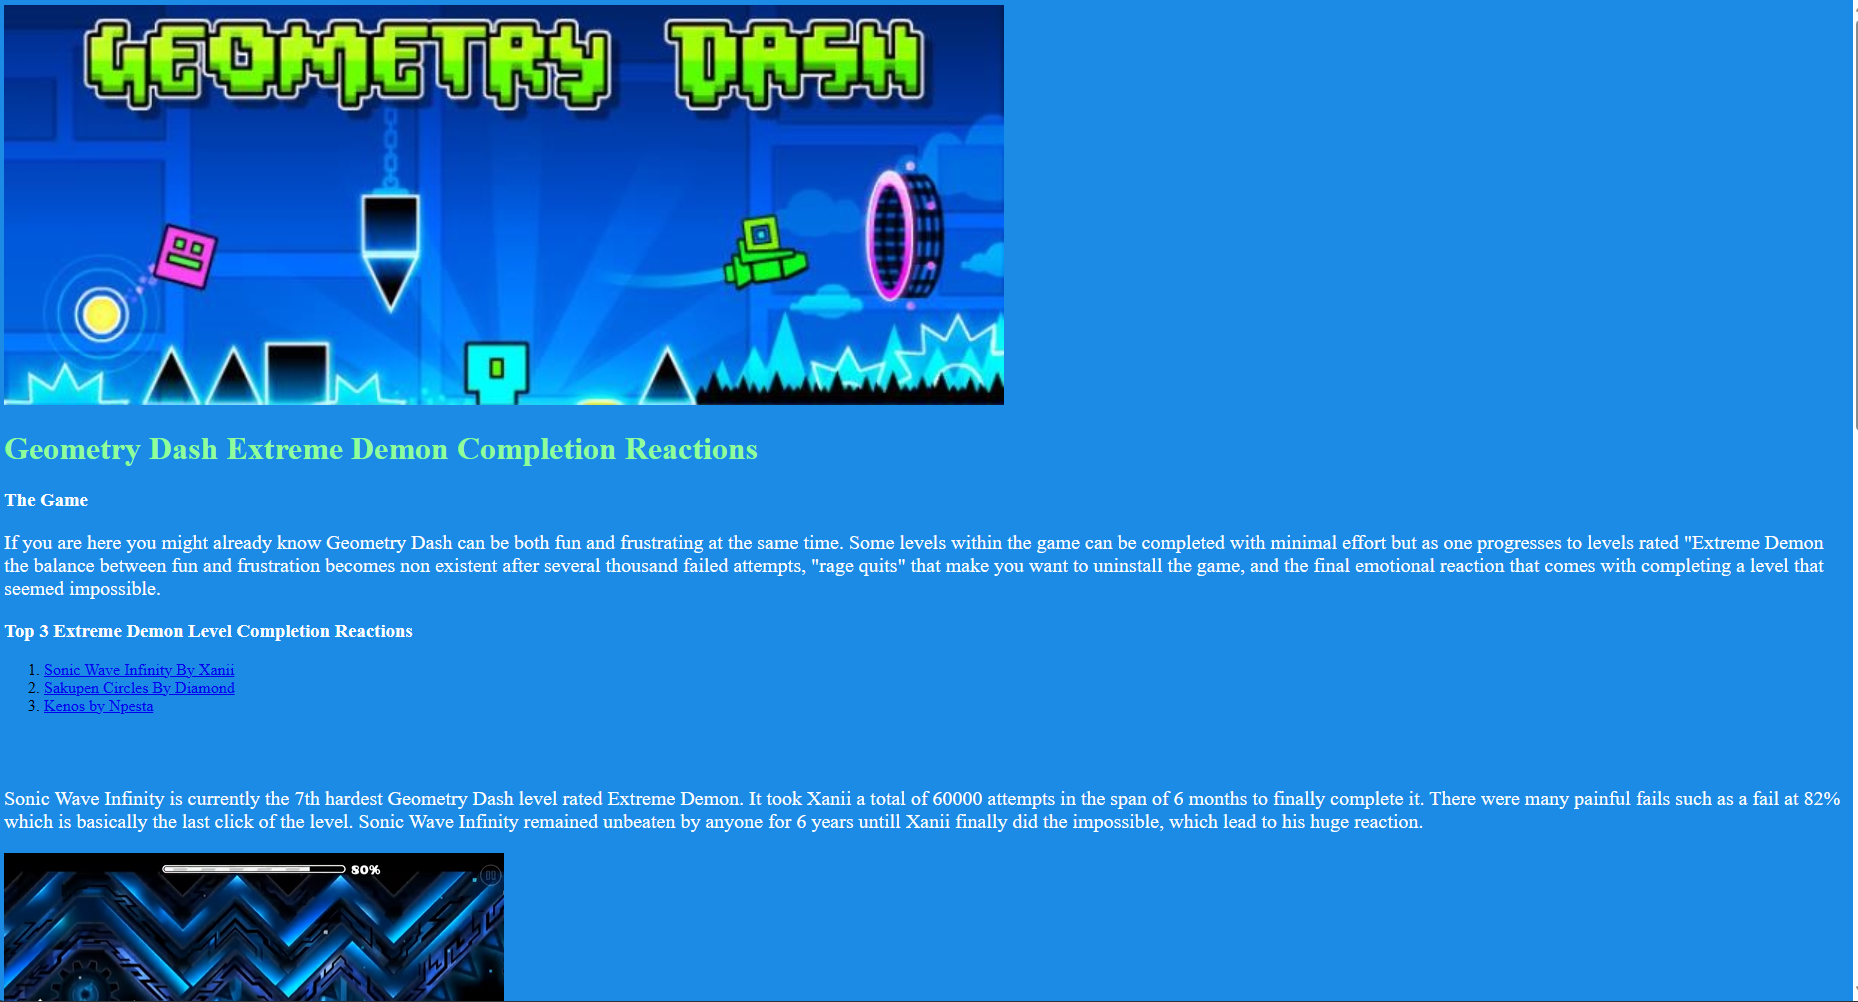 GEOMETRY DASH
Geometry Dash Extreme Demon Completion Reactions
The Game
If you are here you might already know Geometry Dash can be both fun and frustrating at the same time. Some levels within the game can be completed with minimal effort but as one progresses to levels rated "Extreme Demon
the balance between fun and frustration becomes non existent after several thousand failed attempts, "rage quits" that make you want to uninstall the game, and the final emotional reaction that comes with completing a level that
seemed impossible.
Top 3 Extreme Demon Level Completion Reactions
1. Sonic Wave Infinity By Xanii
2. Sakupen Circles By Diamond
3. Kenos by Npesta
Sonic Wave Infinity is currently the 7th hardest Geometry Dash level rated Extreme Demon. It took Xanii a total of 60000 attempts in the span of 6 months to finally complete it. There were many painful fails such as a fail at 82%
which is basically the last click of the level. Sonic Wave Infinity remained unbeaten by anyone for 6 years untill Xanii finally did the impossible, which lead to his huge reaction.
80%